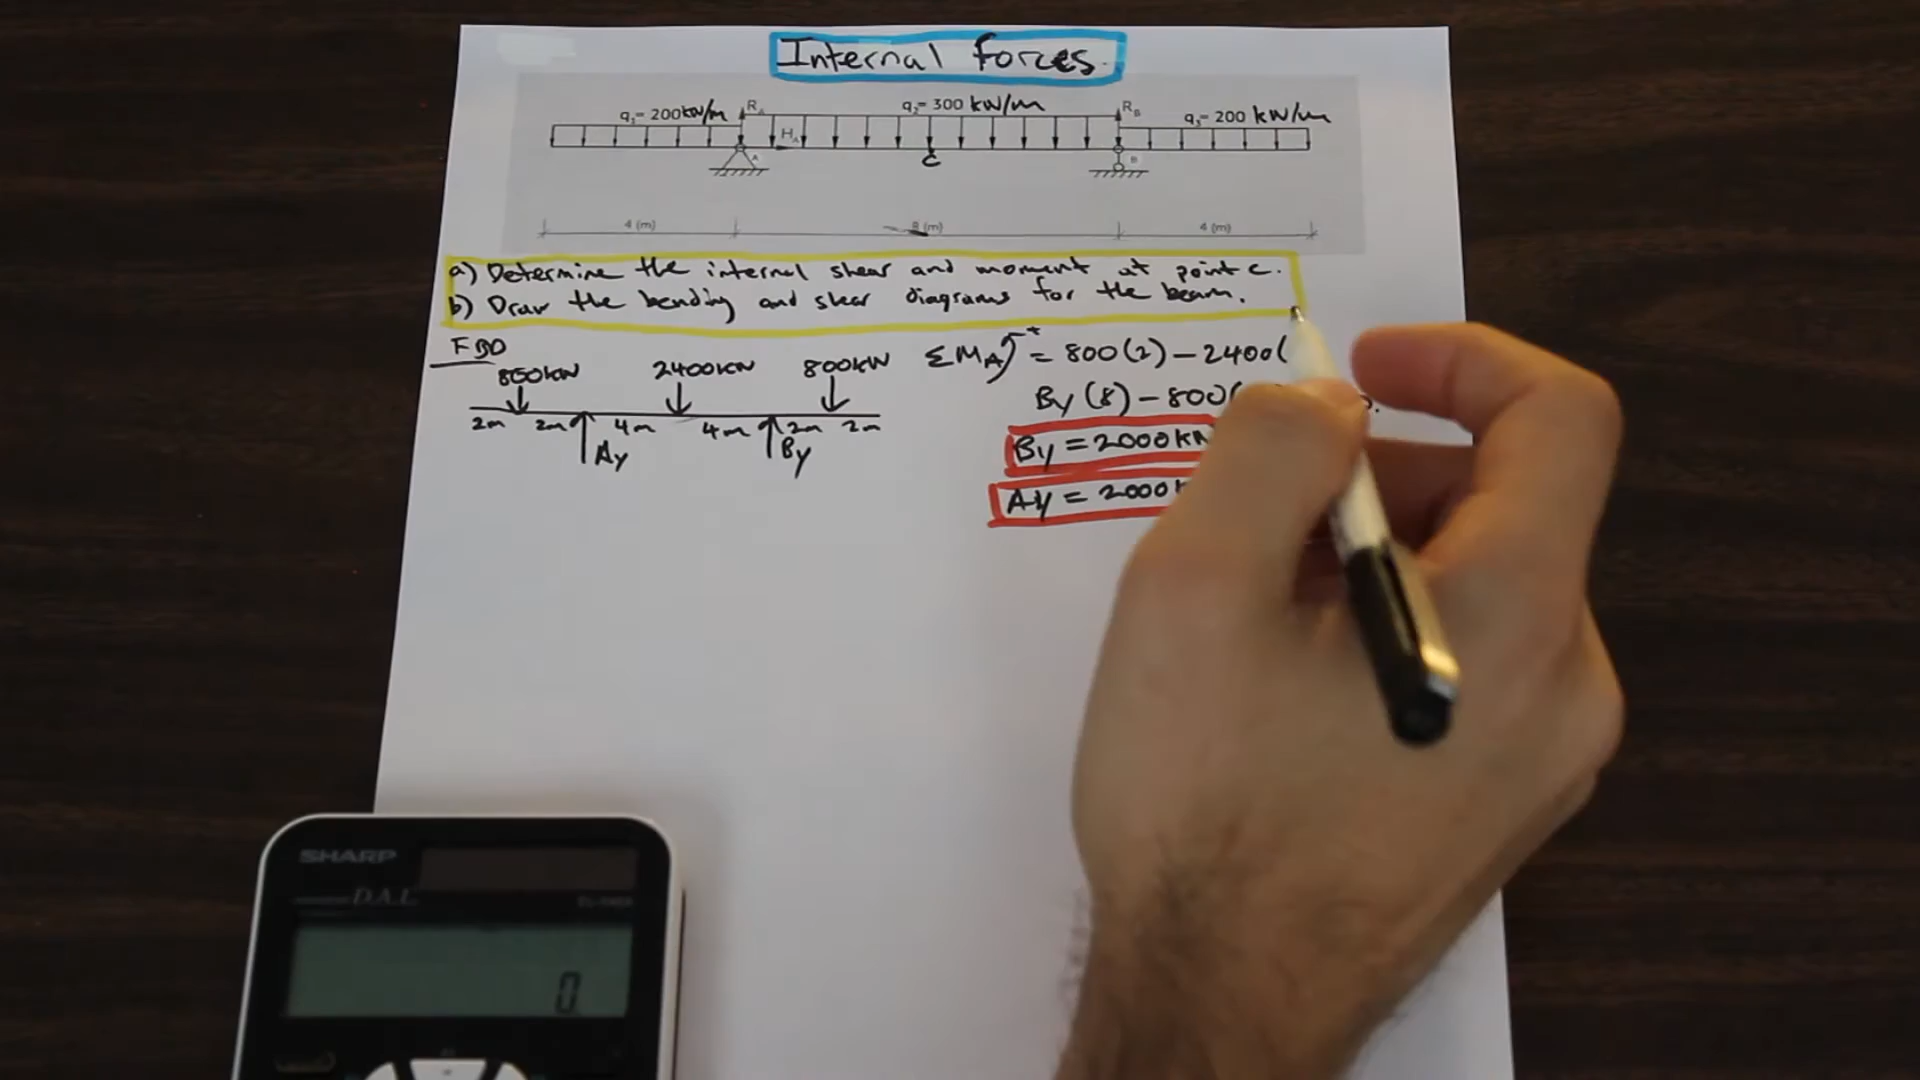 Internal Forces.
q₁= 200kN/m
R_A
q₂= 300 kN/m
R_B
q₃= 200 kN/m
H_A
A
C
B
4 (m)
8 (m)
4 (m)
a) Determine the internal shear and moment at point c.
b) Draw the bending and shear diagrams for the beam.
FBD
800kN 2400kN 800kN
2m 2m 4m 4m 2m 2m
Ay By
ΣM_A + = 800(2) - 2400(
By (8) - 800(
By = 2000kN
Ay = 2000k
SHARP
D.A.L.
0